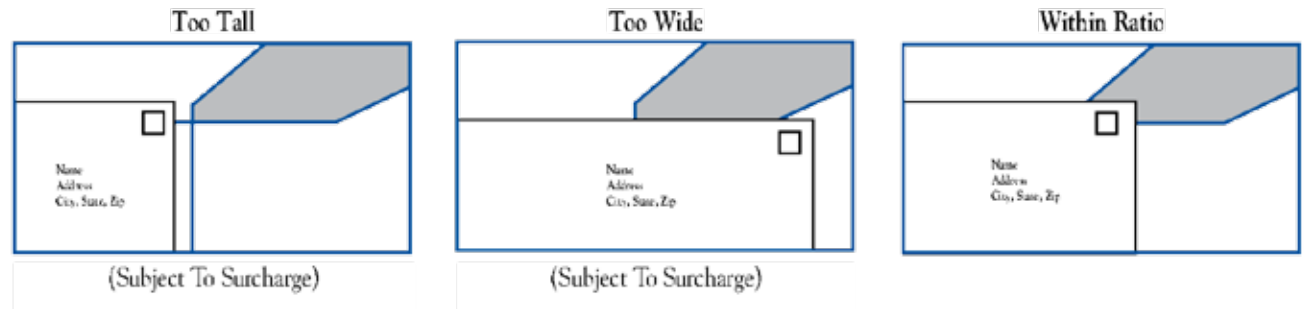 Too Tall
Name
Address
City, State, Zip
(Subject To Surcharge)
Too Wide
Name
Address
City, State, Zip
(Subject To Surcharge)
Within Ratio
Name
Address
City, State, Zip